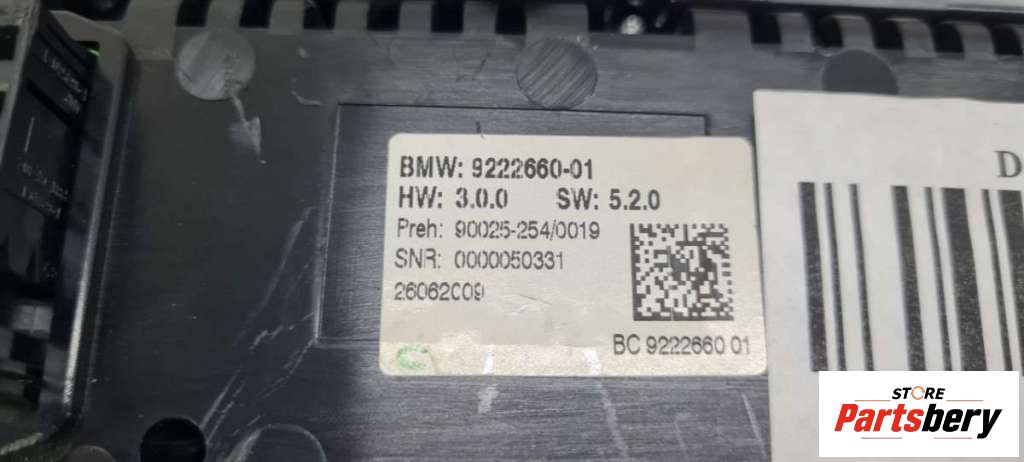 BMW: 9222660-01
HW: 3.0.0 SW: 5.2.0
Preh: 90025-254/0019
SNR: 0000050331
26062009
BC 9222660 01
D
STORE
Partsbery